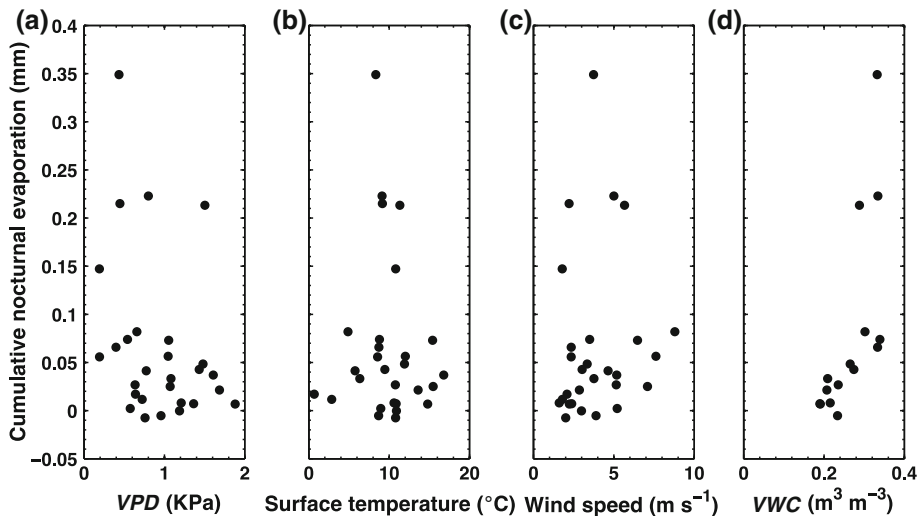 (a) (b) (c) (d)
Cumulative nocturnal evaporation (mm)
0.4
0.35
0.3
0.25
0.2
0.15
0.1
0.05
0
−0.05
0 1 2 0 10 20 0 5 10 0 0.2 0.4
VPD (KPa) Surface temperature (°C) Wind speed (m s⁻¹) VWC (m³ m⁻³)